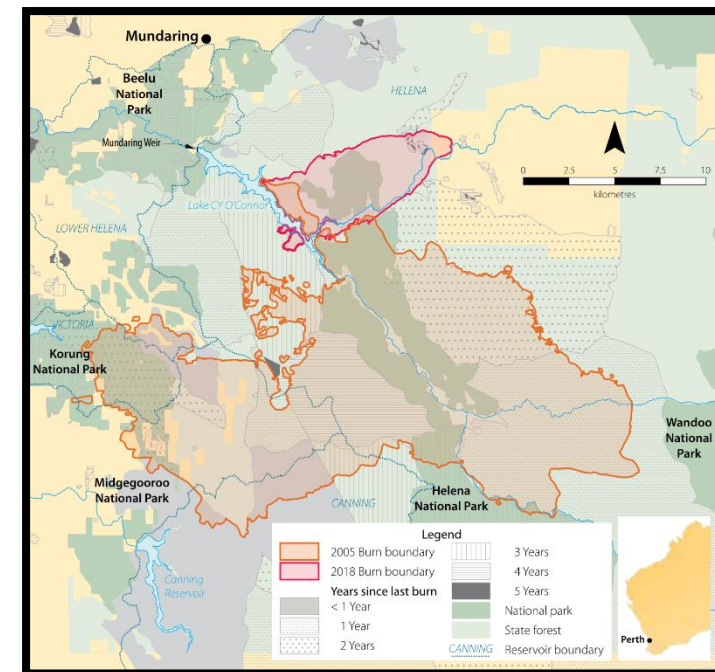 Mundaring
Beelu
National
Park
HELENA
Mundaring Weir
0 2.5 5 7.5 10
kilometres
Lake CY O'Connor
LOWER HELENA
VICTORIA
Korung
National Park
Wandoo
National
Park
Midgegooroo
National Park
CANNING
Helena
National Park
Canning
Reservoir
Legend
2005 Burn boundary
2018 Burn boundary
Years since last burn
< 1 Year
1 Year
2 Years
3 Years
4 Years
5 Years
National park
State forest
CANNING Reservoir boundary
Perth